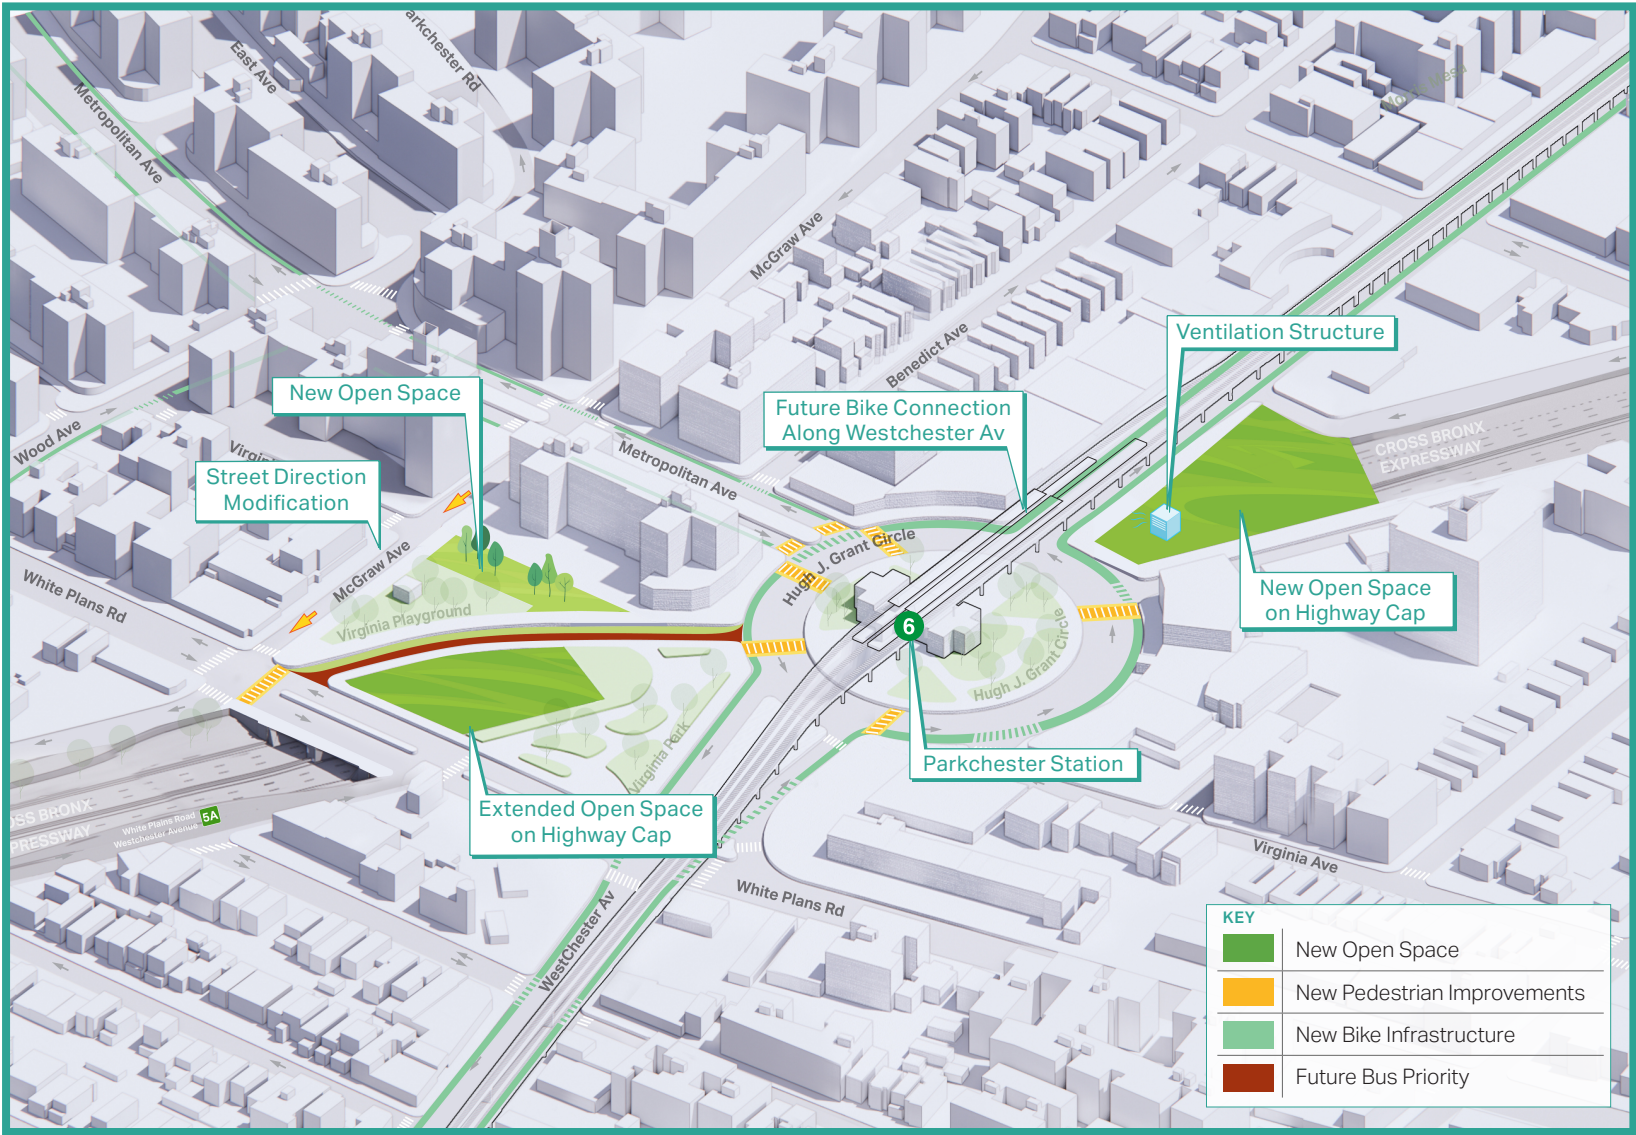 East Ave
Parkchester Rd
Metropolitan Ave
McGraw Ave
Benedict Ave
Ventilation Structure
New Open Space
Future Bike Connection
Along Westchester Av
CROSS BRONX
EXPRESSWAY
Wood Ave
Street Direction
Modification
Metropolitan Ave
McGraw Ave
White Plans Rd
Virginia Playground
Hugh J. Grant Circle
New Open Space
on Highway Cap
6
Hugh J. Grant Circle
Virginia Park
Parkchester Station
Extended Open Space
on Highway Cap
OSS BRONX
PRESSWAY
White Plains Road
Westchester Avenue
5A
Virginia Ave
White Plans Rd
WestChester Av
KEY
New Open Space
New Pedestrian Improvements
New Bike Infrastructure
Future Bus Priority